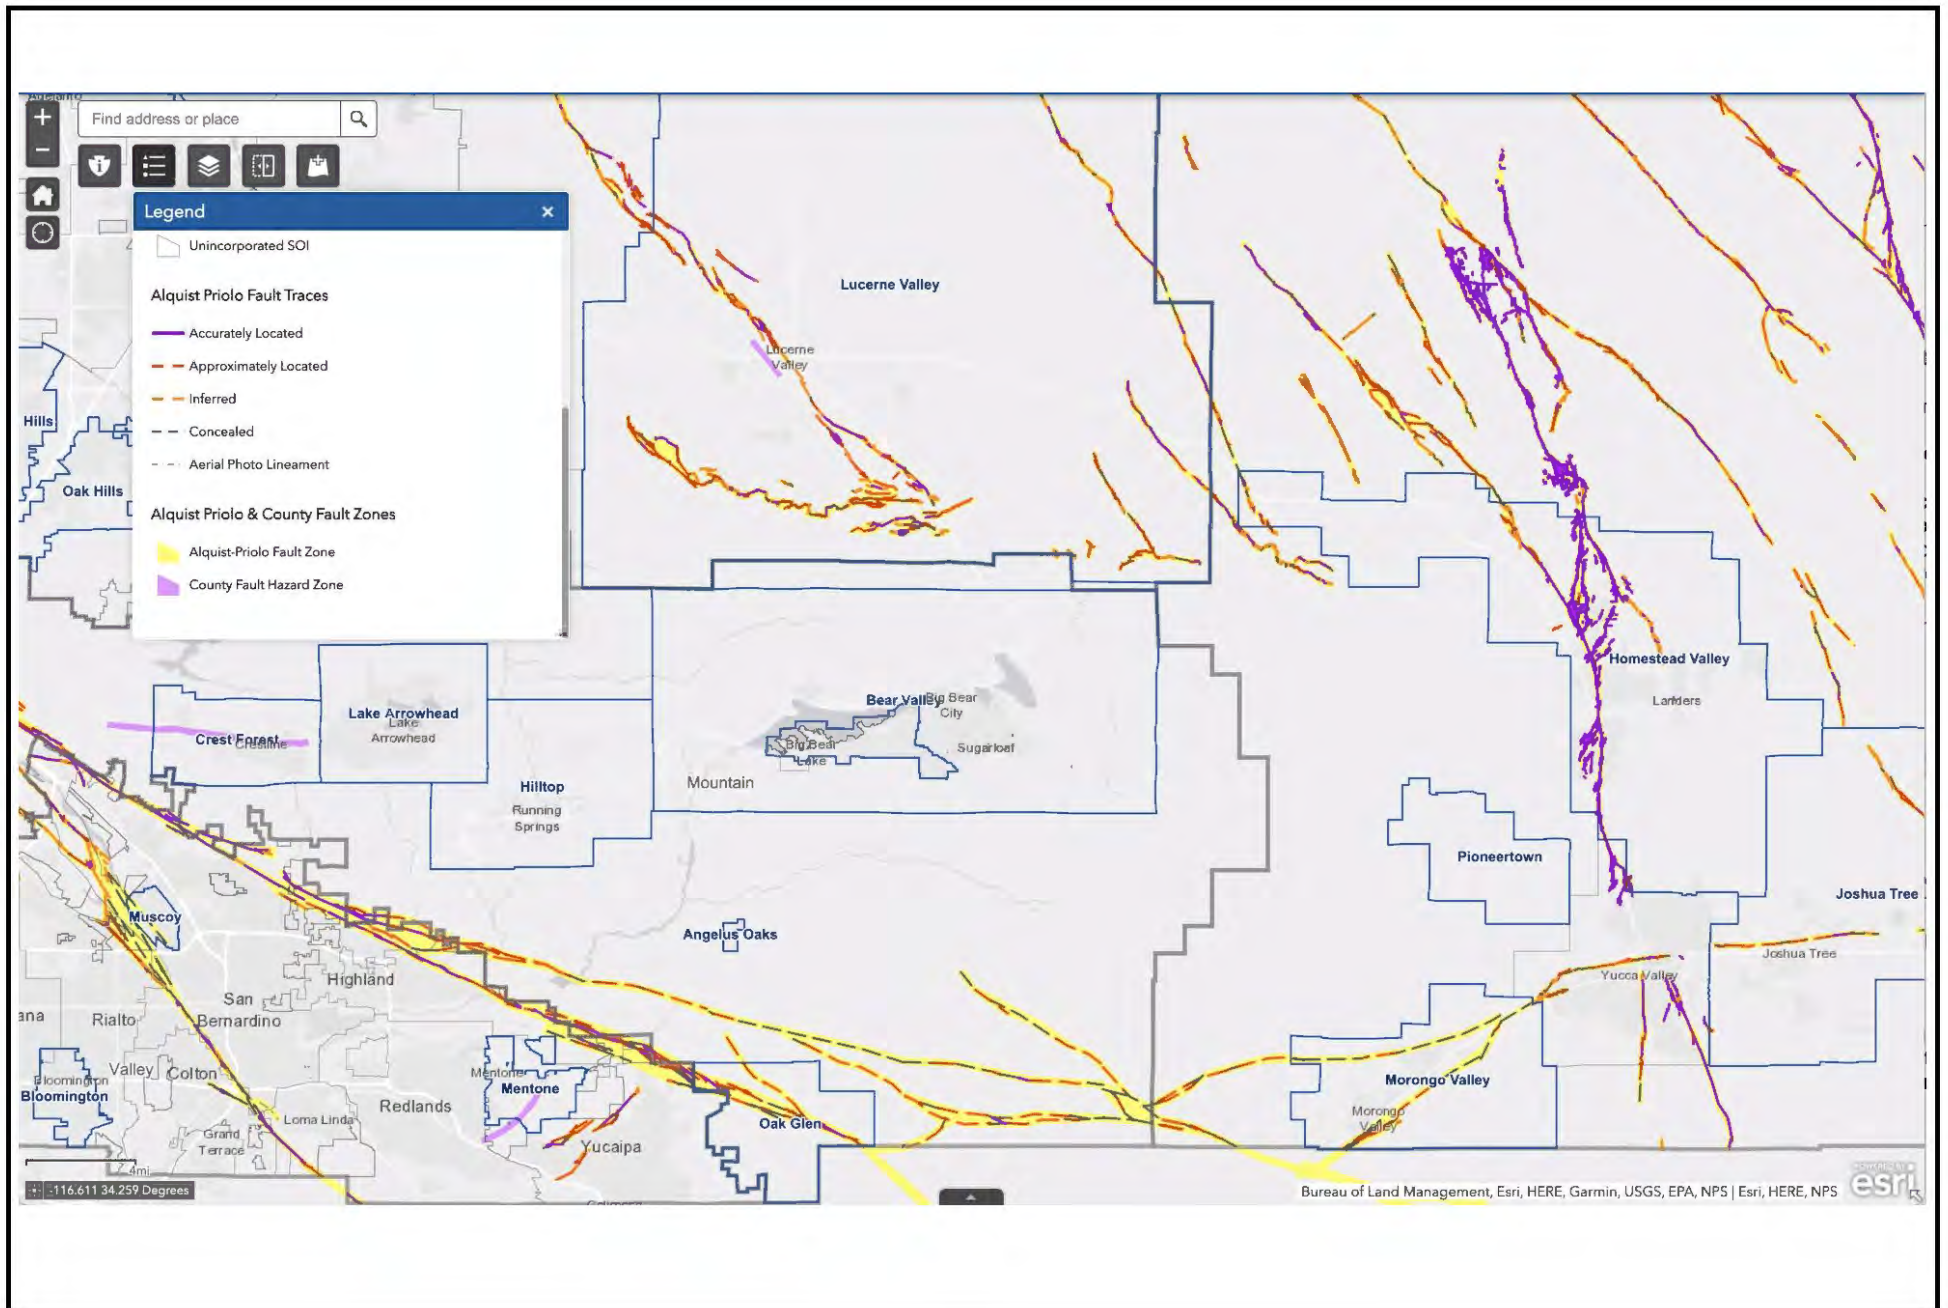 Adelanto
+
Find address or place
−
Legend
×
Unincorporated SOI
Alquist Priolo Fault Traces
Accurately Located
Approximately Located
Inferred
Concealed
Aerial Photo Lineament
Alquist Priolo & County Fault Zones
Alquist-Priolo Fault Zone
County Fault Hazard Zone
Lucerne Valley
Lucerne
Valley
Hills
Oak Hills
Homestead Valley
Landers
Bear Valley
Big Bear
City
Big Bear
Lake
Sugarloaf
Mountain
Lake Arrowhead
Lake
Arrowhead
Crest Forest
Crestline
Hilltop
Running
Springs
Pioneertown
Joshua Tree
Joshua Tree
Yucca Valley
Muscoy
Angelus Oaks
Highland
San
Bernardino
Rialto
ana
Valley
Colton
Bloomington
Bloomington
Mentone
Mentone
Redlands
Loma Linda
Grand
Terrace
Yucaipa
Oak Glen
Morongo Valley
Morongo
Valley
4mi
-116.611 34.259 Degrees
Bureau of Land Management, Esri, HERE, Garmin, USGS, EPA, NPS | Esri, HERE, NPS
POWERED BY
esri